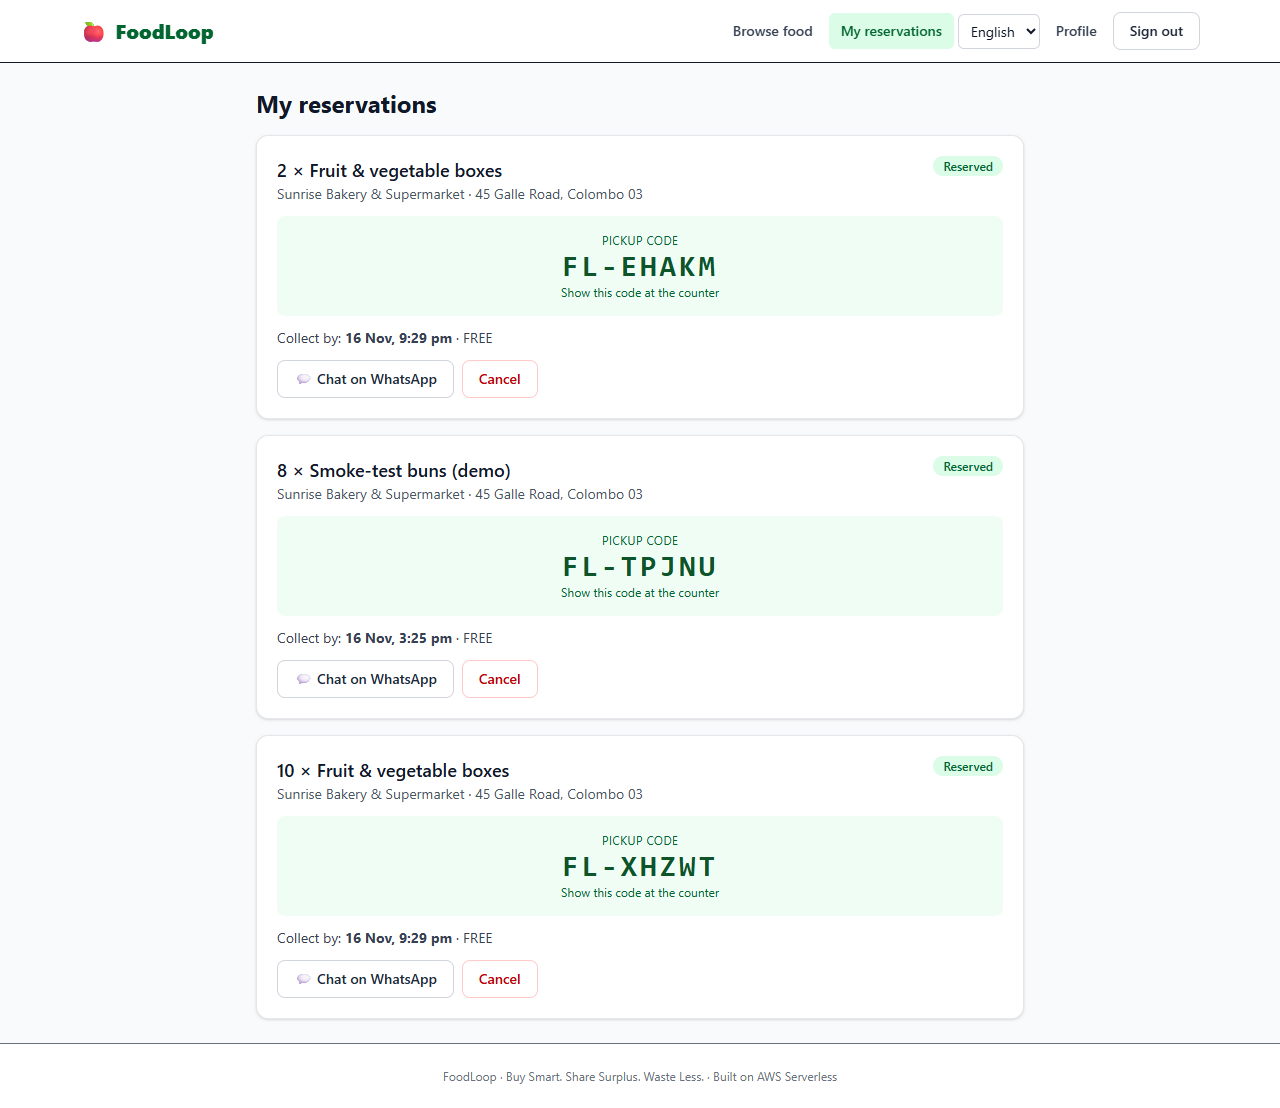 FoodLoop
Browse food
My reservations
English
Profile
Sign out
My reservations
2 × Fruit & vegetable boxes
Reserved
Sunrise Bakery & Supermarket · 45 Galle Road, Colombo 03
PICKUP CODE
FL-EHAKM
Show this code at the counter
Collect by: 16 Nov, 9:29 pm · FREE
Chat on WhatsApp
Cancel
8 × Smoke-test buns (demo)
Reserved
Sunrise Bakery & Supermarket · 45 Galle Road, Colombo 03
PICKUP CODE
FL-TPJNU
Show this code at the counter
Collect by: 16 Nov, 3:25 pm · FREE
Chat on WhatsApp
Cancel
10 × Fruit & vegetable boxes
Reserved
Sunrise Bakery & Supermarket · 45 Galle Road, Colombo 03
PICKUP CODE
FL-XHZWT
Show this code at the counter
Collect by: 16 Nov, 9:29 pm · FREE
Chat on WhatsApp
Cancel
FoodLoop · Buy Smart. Share Surplus. Waste Less. · Built on AWS Serverless